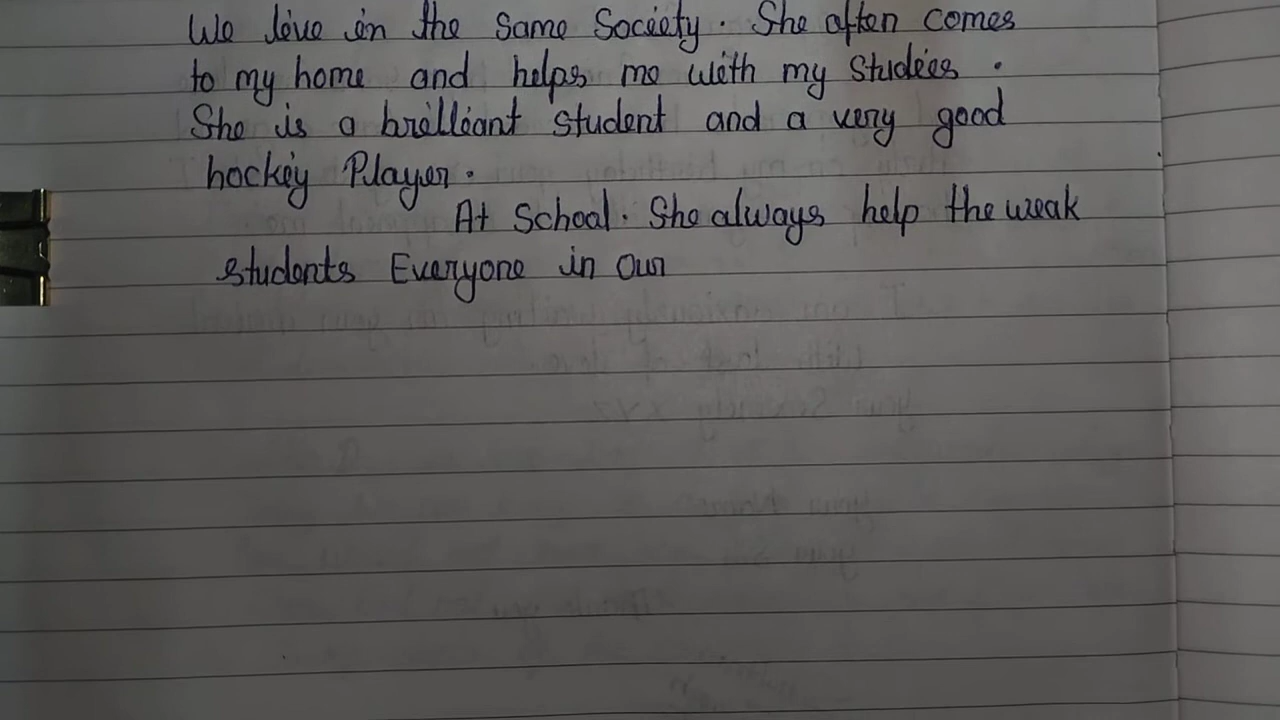 We live in the same Society. She often comes
to my home and helps me with my studies.
She is a brilliant student and a very good
hockey Player.
At School. She always help the weak
students Everyone in our